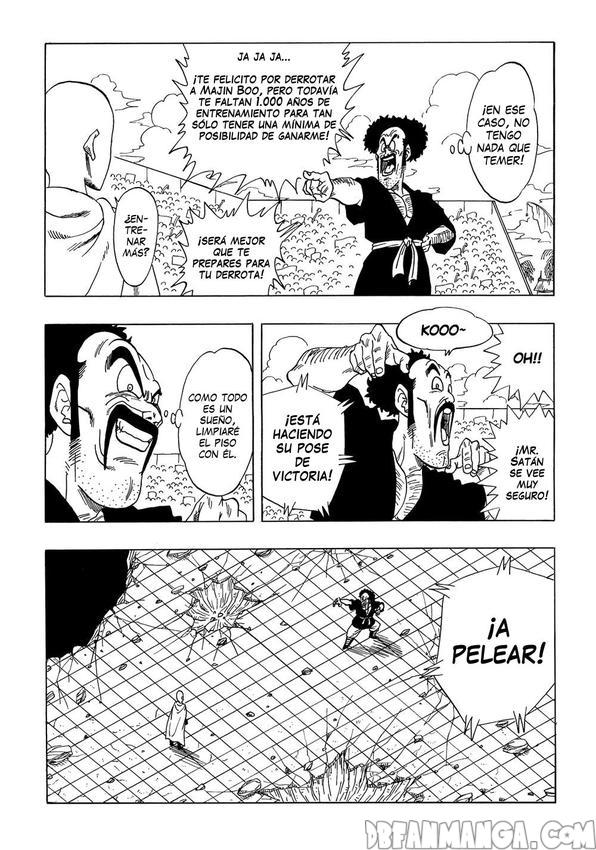 JA JA JA...
¡TE FELICITO POR DERROTAR
A MAJIN BOO, PERO TODAVÍA
TE FALTAN 1.000 AÑOS DE
ENTRENAMIENTO PARA TAN
SÓLO TENER UNA MÍNIMA DE
POSIBILIDAD DE GANARME!
¡EN ESE
CASO, NO
TENGO
NADA QUE
TEMER!
¿EN-
TRE-
NAR
MÁS?
¡SERÁ MEJOR
QUE TE
PREPARES PARA
TU DERROTA!
COMO TODO
ES UN
SUEÑO,
LIMPIARÉ
EL PISO
CON ÉL.
KOOO~
OH!!
¡ESTÁ
HACIENDO
SU POSE
DE
VICTORIA!
¡MR.
SATÁN
SE VEE
MUY
SEGURO!
¡A
PELEAR!
DBFANMANGA.COM